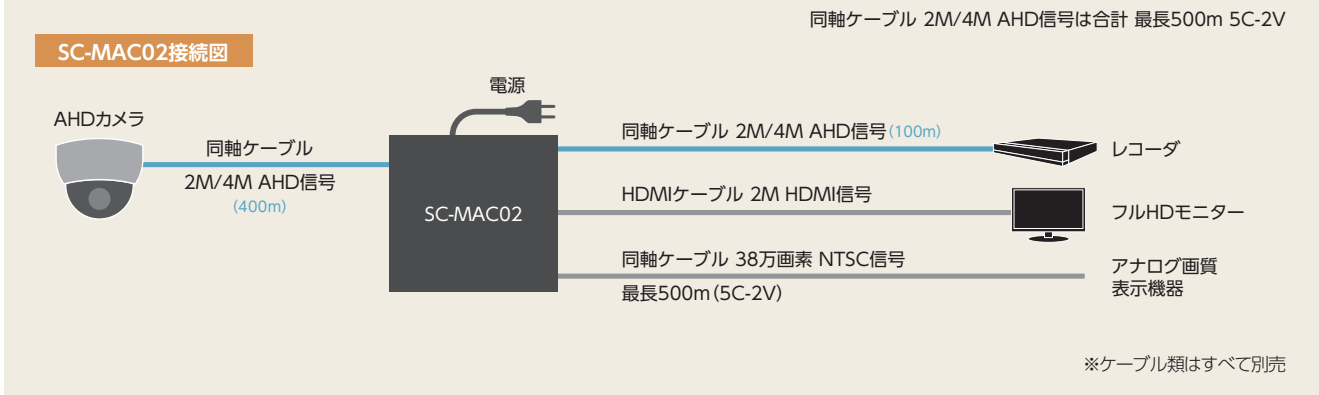 同軸ケーブル 2M/4M AHD信号は合計 最長500m 5C-2V
SC-MAC02接続図
電源
AHDカメラ
同軸ケーブル
2M/4M AHD信号
(400m)
SC-MAC02
同軸ケーブル 2M/4M AHD信号(100m)
レコーダ
HDMIケーブル 2M HDMI信号
フルHDモニター
同軸ケーブル 38万画素 NTSC信号
最長500m(5C-2V)
アナログ画質
表示機器
※ケーブル類はすべて別売